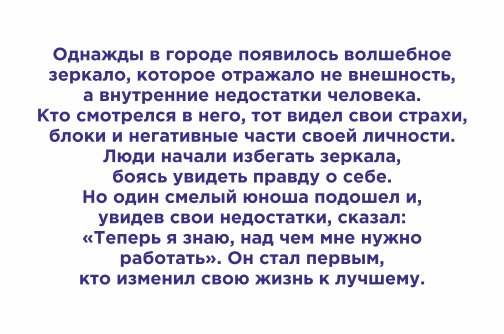 Однажды в городе появилось волшебное
зеркало, которое отражало не внешность,
а внутренние недостатки человека.
Кто смотрелся в него, тот видел свои страхи,
блоки и негативные части своей личности.
Люди начали избегать зеркала,
боясь увидеть правду о себе.
Но один смелый юноша подошел и,
увидев свои недостатки, сказал:
«Теперь я знаю, над чем мне нужно
работать». Он стал первым,
кто изменил свою жизнь к лучшему.